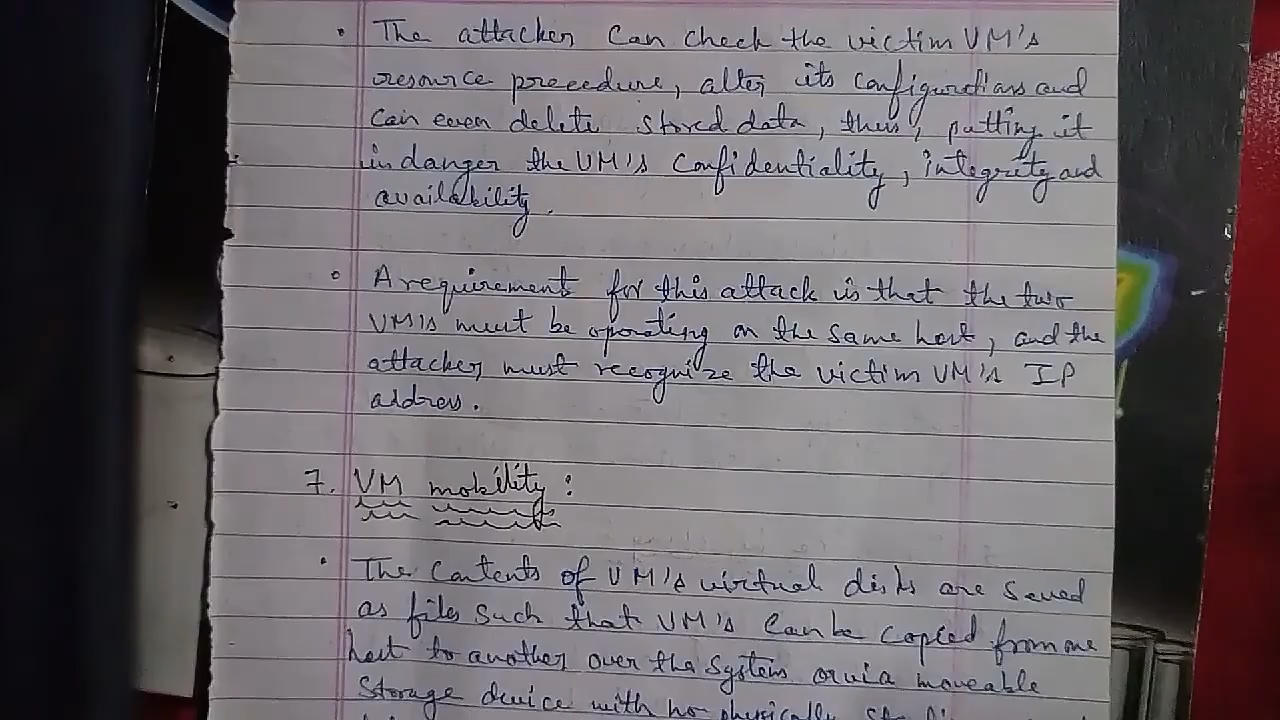 • The attacker can check the victim VM's
resource procedure, alter its configurations and
can even delete stored data, thus, putting it
in danger the VM's confidentiality, integrity and
availability.
• A requirement for this attack is that the two
VM's must be operating on the same host, and the
attacker must recognize the victim VM's IP
address.
7. VM mobility:
• The contents of VM's virtual disks are saved
as files such that VM's can be copied from one
host to another over the system or via moveable
storage device with no physically